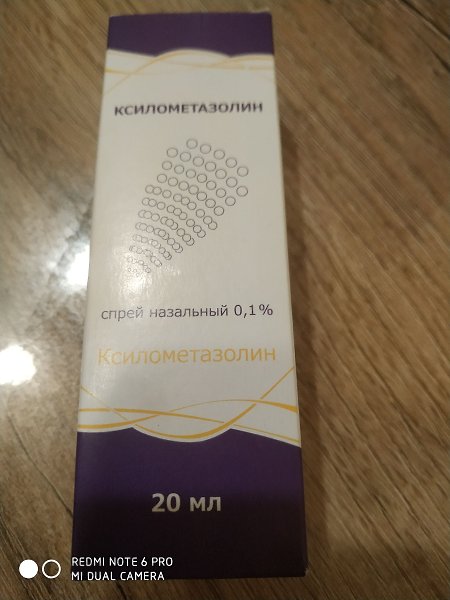 КСИЛОМЕТАЗОЛИН
спрей назальный 0,1%
Ксилометазолин
20 мл
REDMI NOTE 6 PRO
MI DUAL CAMERA